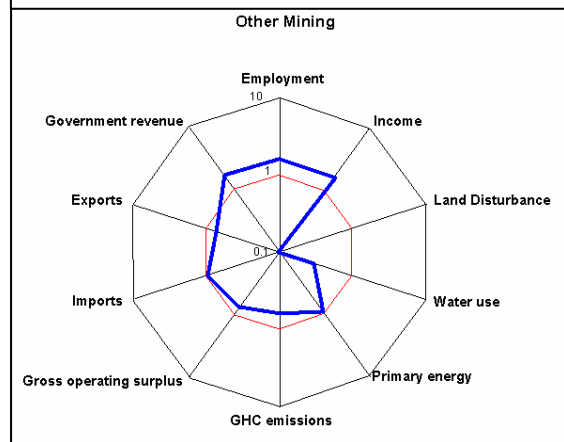 Other Mining
Employment
10
Government revenue
Income
1
Exports
Land Disturbance
0.1
Imports
Water use
Gross operating surplus
Primary energy
GHC emissions